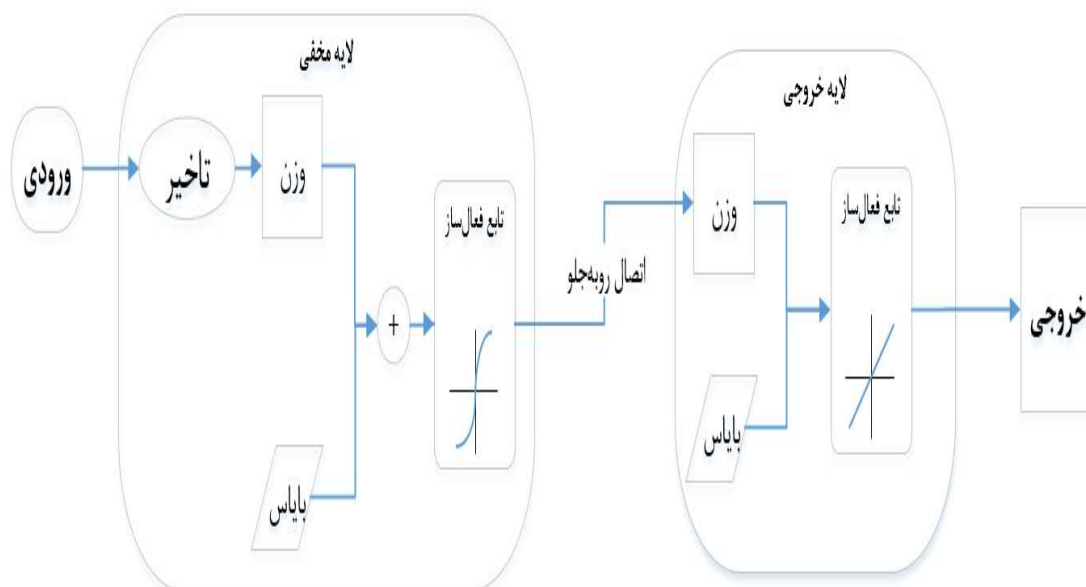 ورودی
لایه مخفی
تاخیر
وزن
بایاس
+
تابع فعال‌ساز
اتصال روبه‌جلو
لایه خروجی
وزن
بایاس
تابع فعال‌ساز
خروجی